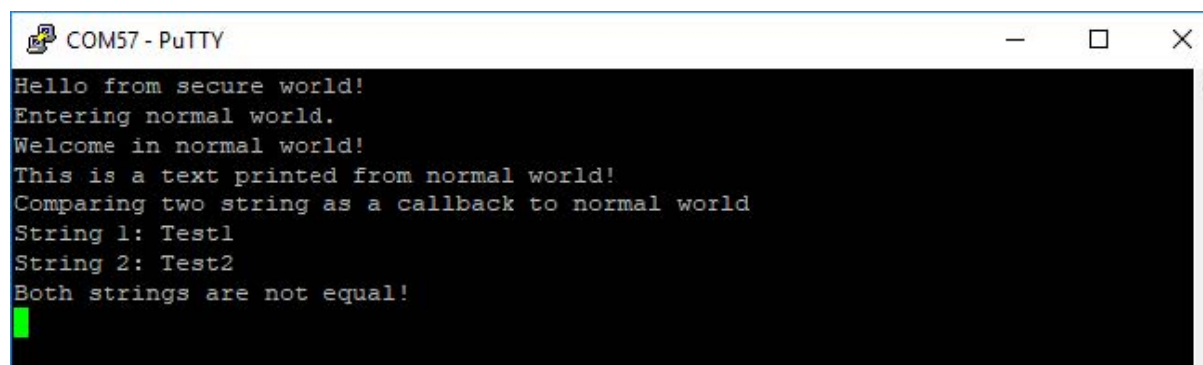 COM57 - PuTTY
Hello from secure world!
Entering normal world.
Welcome in normal world!
This is a text printed from normal world!
Comparing two string as a callback to normal world
String 1: Test1
String 2: Test2
Both strings are not equal!